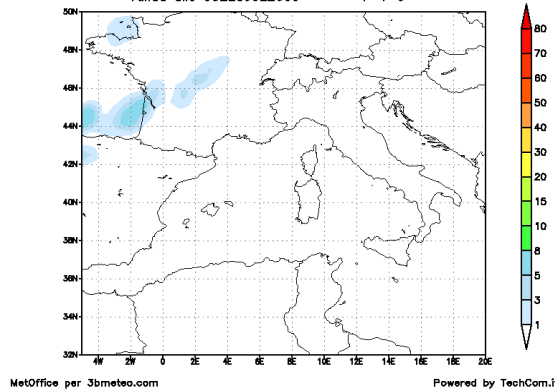 50N
48N
46N
44N
42N
40N
38N
36N
34N
32N
4W 2W 0 2E 4E 6E 8E 10E 12E 14E 16E 18E 20E
80
70
60
50
40
30
20
15
10
8
5
3
1
MetOffice per 3bmeteo.com
Powered by TechCom.i